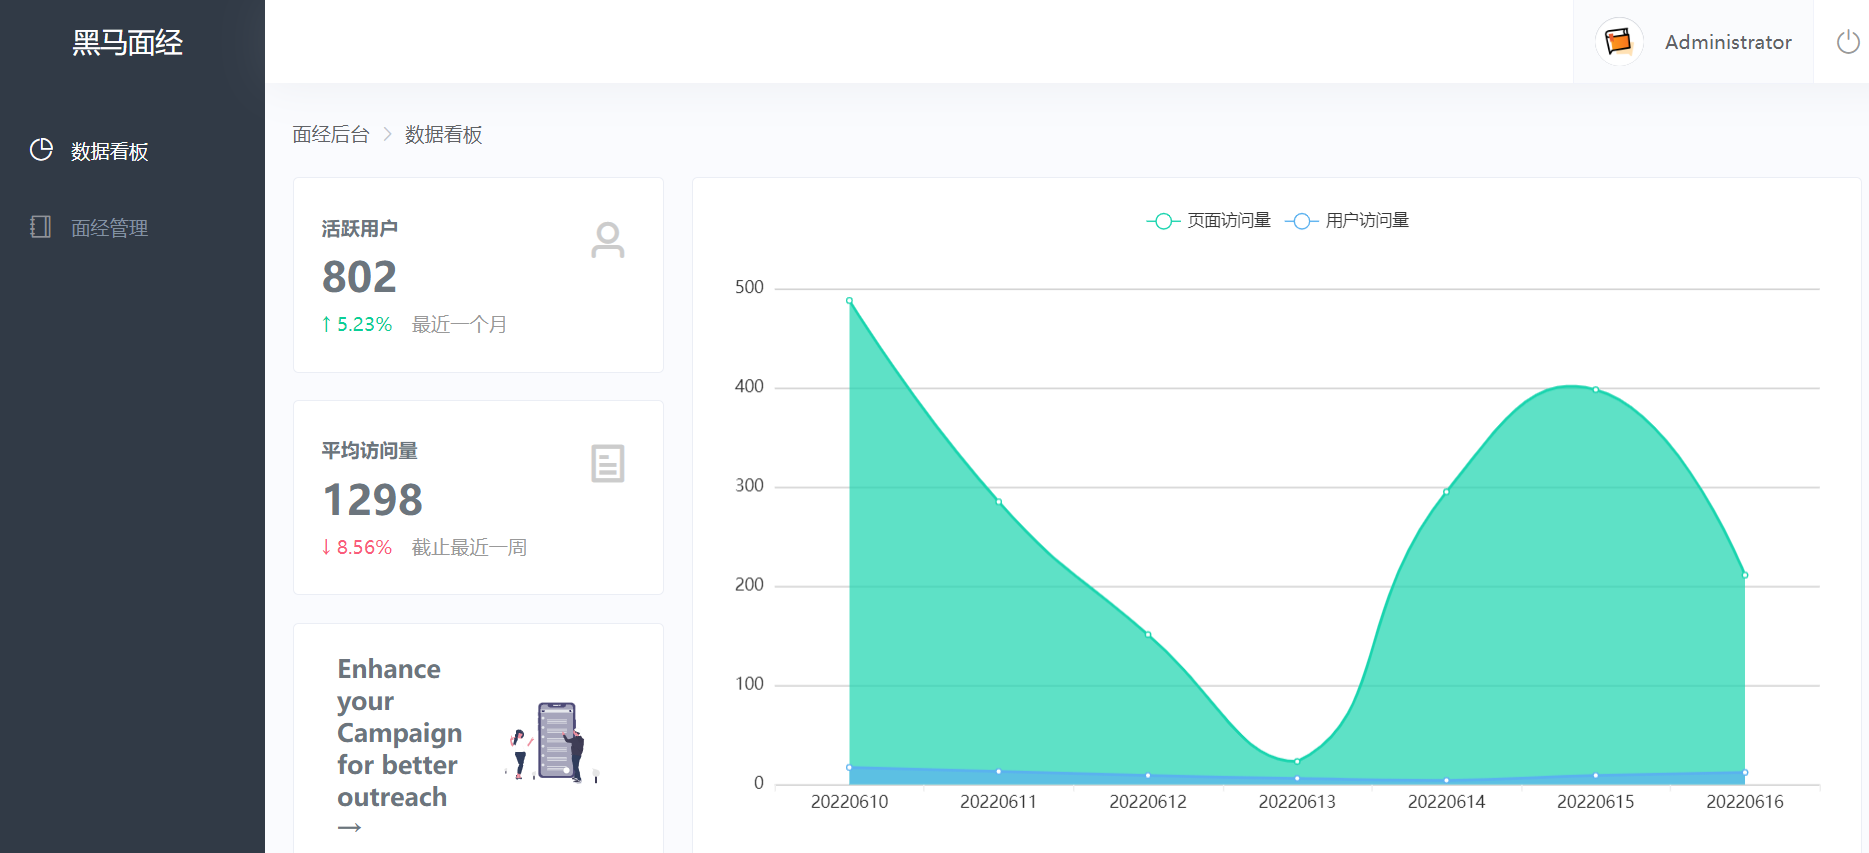 黑马面经
Administrator
数据看板
面经管理
面经后台 > 数据看板
活跃用户
802
↑ 5.23% 最近一个月
平均访问量
1298
↓ 8.56% 截止最近一周
Enhance
your
Campaign
for better
outreach
→
页面访问量 用户访问量
500
400
300
200
100
0
20220610 20220611 20220612 20220613 20220614 20220615 20220616